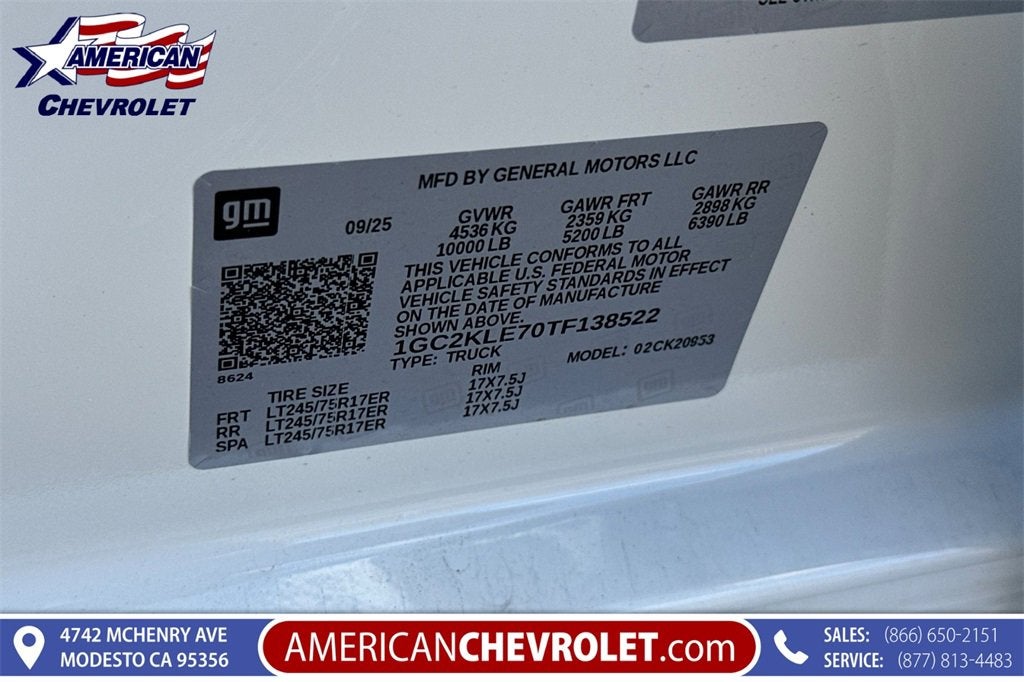 AMERICAN
CHEVROLET
MFD BY GENERAL MOTORS LLC
gm
09/25
GVWR
4536 KG
10000 LB
GAWR FRT
2359 KG
5200 LB
GAWR RR
2898 KG
6390 LB
THIS VEHICLE CONFORMS TO ALL
APPLICABLE U.S. FEDERAL MOTOR
VEHICLE SAFETY STANDARDS IN EFFECT
ON THE DATE OF MANUFACTURE
SHOWN ABOVE.
1GC2KLE70TF138522
TYPE: TRUCK
MODEL: 02CK20953
8624
TIRE SIZE RIM
FRT LT245/75R17ER 17X7.5J
RR LT245/75R17ER 17X7.5J
SPA LT245/75R17ER 17X7.5J
4742 MCHENRY AVE
MODESTO CA 95356
AMERICANCHEVROLET.com
SALES: (866) 650-2151
SERVICE: (877) 813-4483